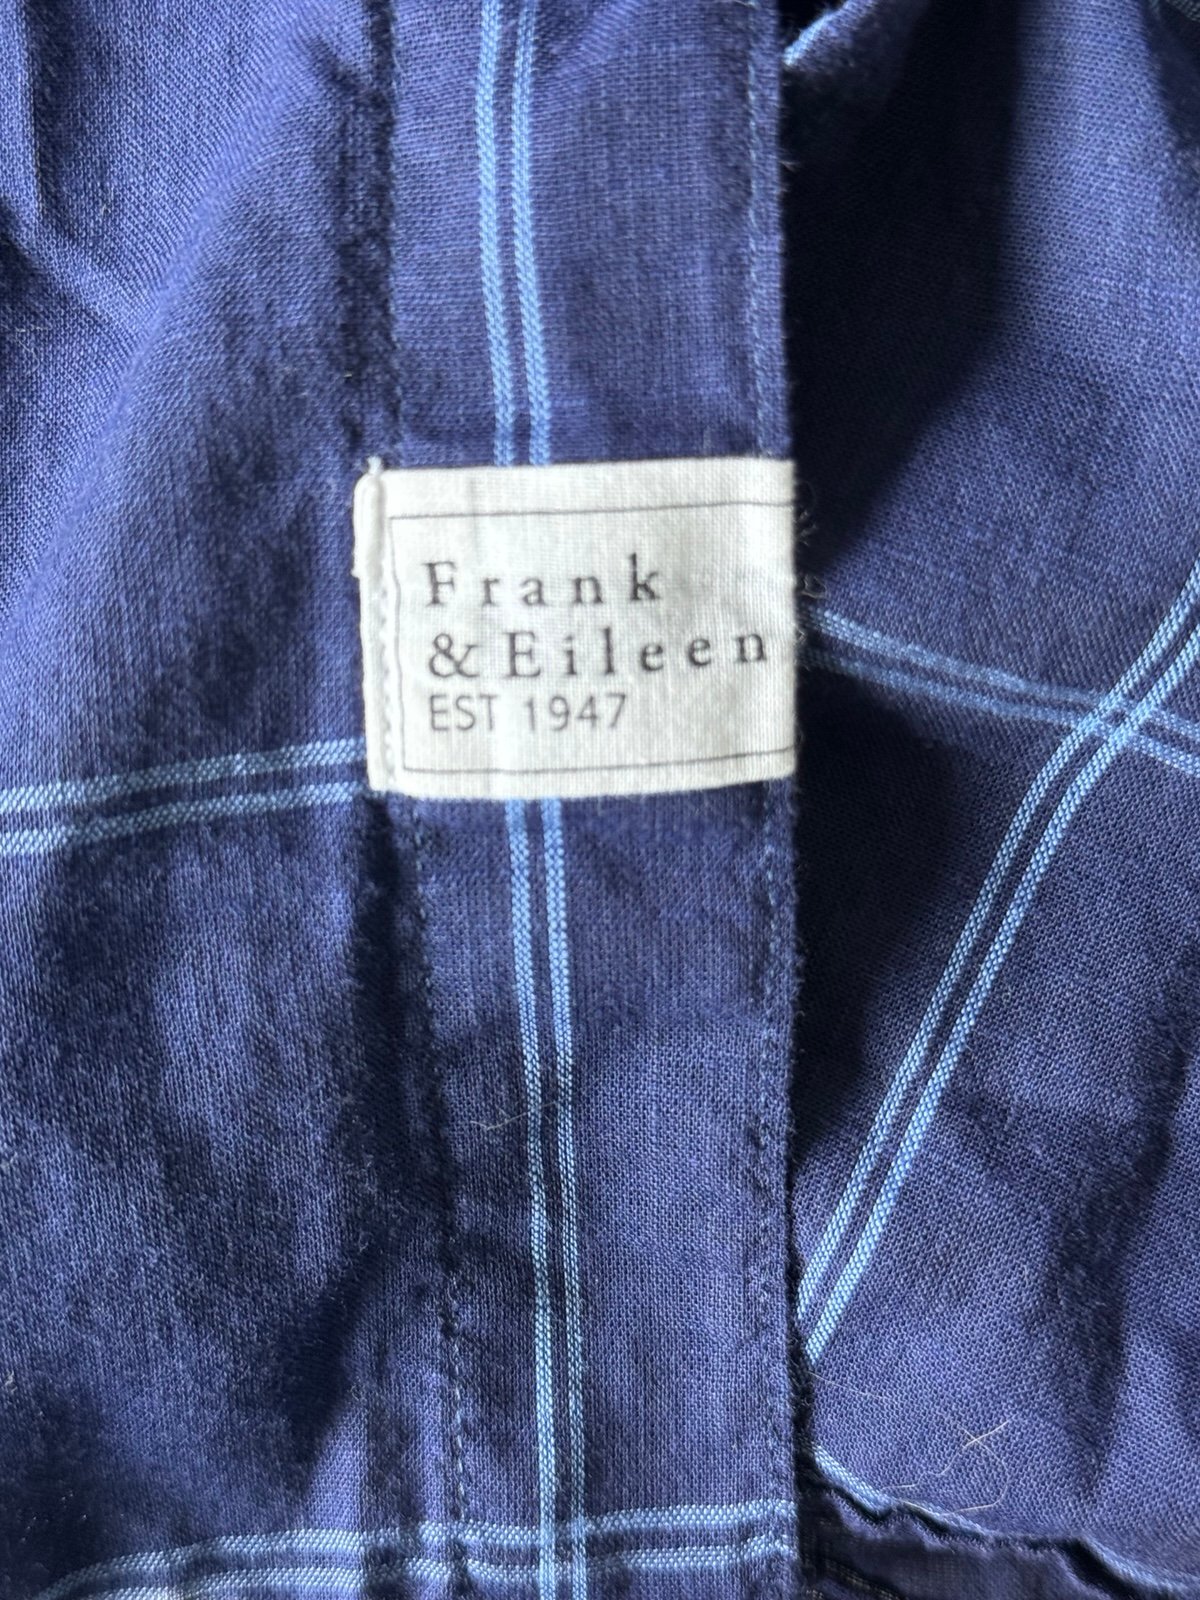 Frank
& Eileen
EST 1947